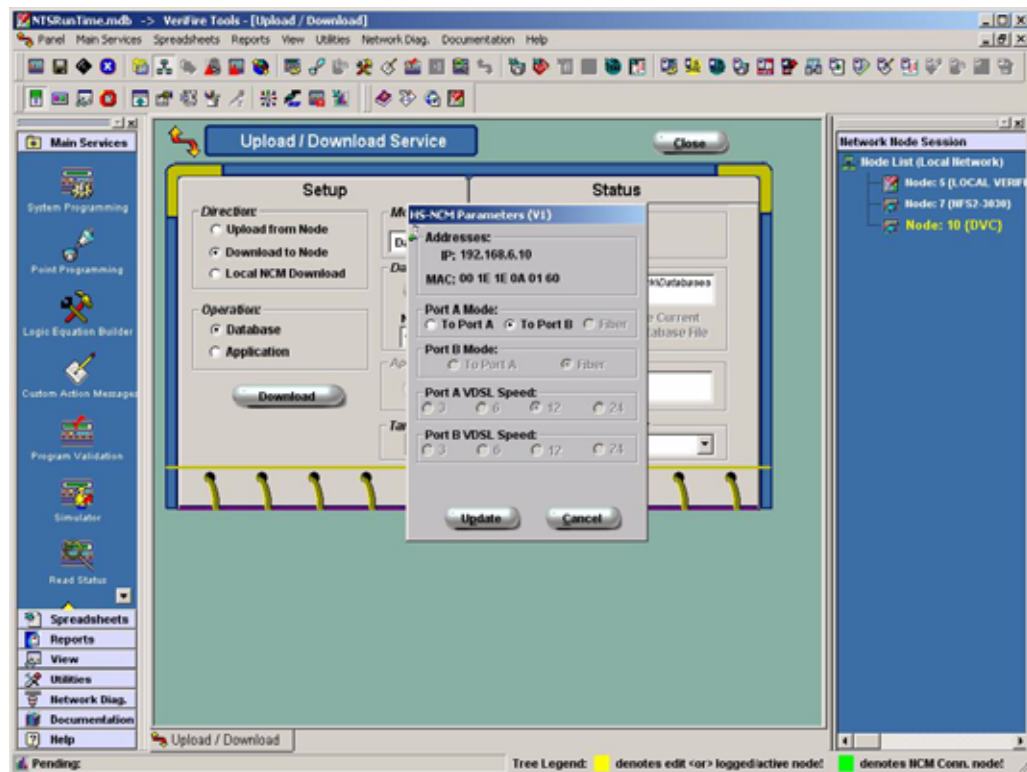 NTSRunTime.mdb -> VeriFire Tools - [Upload / Download]
Panel Main Services Spreadsheets Reports View Utilities Network Diag. Documentation Help
Main Services
System Programming
Point Programming
Logic Equation Builder
Custom Action Messages
Program Validation
Simulator
Read Status
Spreadsheets
Reports
View
Utilities
Network Diag.
Documentation
Help
Upload / Download Service
Close
Setup
Status
Direction:
Upload from Node
Download to Node
Local NCM Download
Operation:
Database
Application
Download
HS-NCM Parameters (V1)
Addresses:
IP: 192.168.6.10
MAC: 00 1E 1E 0A 01 60
Port A Mode:
To Port A To Port B Fiber
Port B Mode:
To Port A Fiber
Port A VDSL Speed:
3 6 12 24
Port B VDSL Speed:
3 6 12 24
Update Cancel
Current
Network Node Session
Node List (Local Network)
Node: 5 (LOCAL VERIF
Node: 7 (NFS2-3030)
Node: 10 (DVC)
Upload / Download
Pending:
Tree Legend: denotes edit <or> logged/active node! denotes NCM Conn. node!